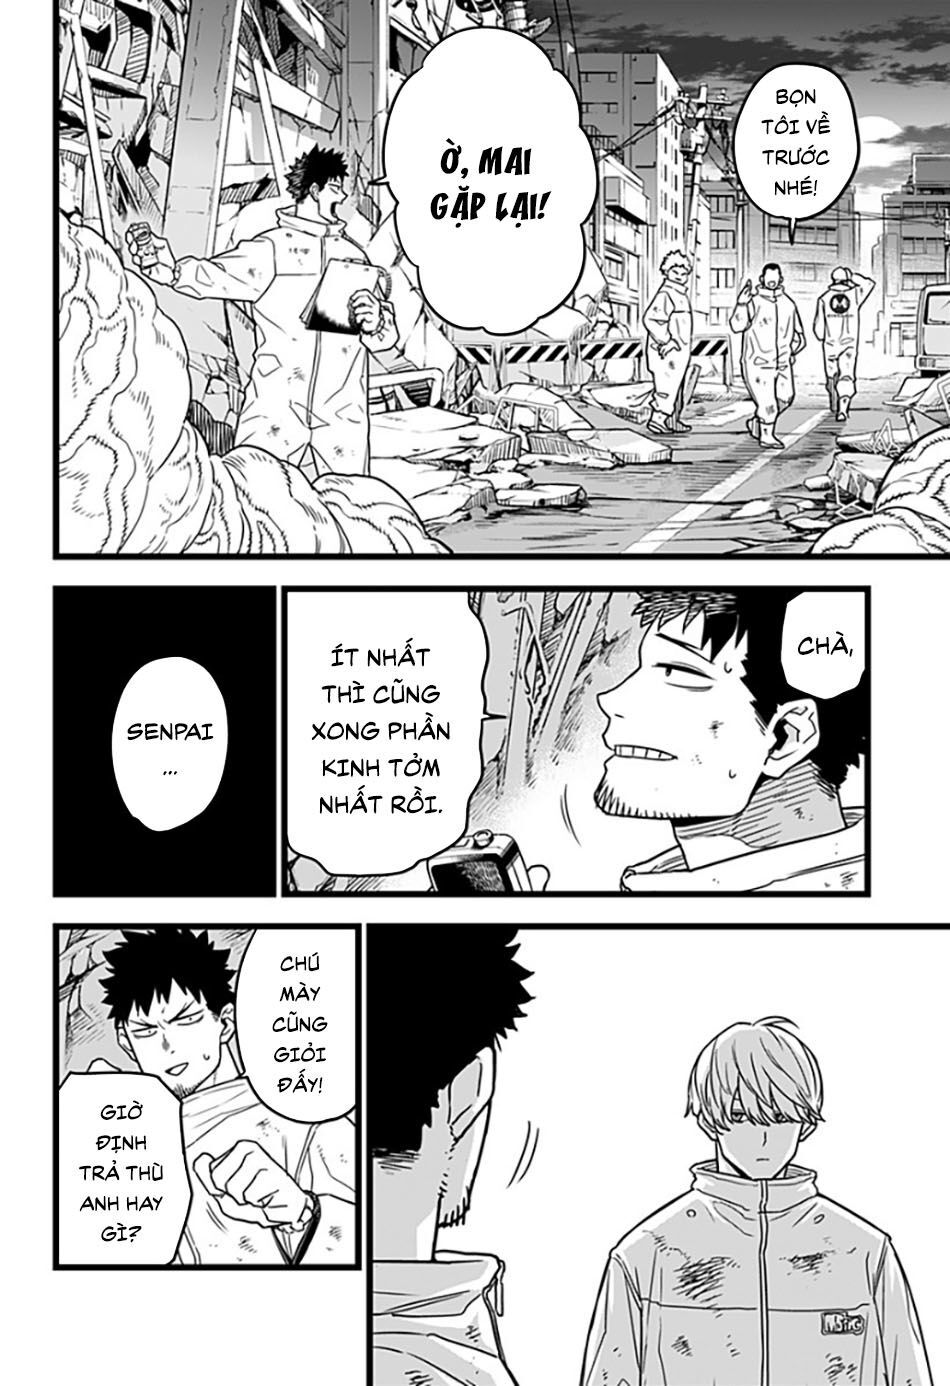 BỌN
TÔI VỀ
TRƯỚC
NHÉ!
Ờ, MAI
GẶP LẠI!
CHÀ,
ÍT NHẤT
THÌ CŨNG
XONG PHẦN
KINH TỞM
NHẤT RỒI.
SENPAI
...
CHÚ
MÀY
CŨNG
GIỎI
ĐẤY!
GIỜ
ĐỊNH
TRẢ THÙ
ANH HAY
GÌ?